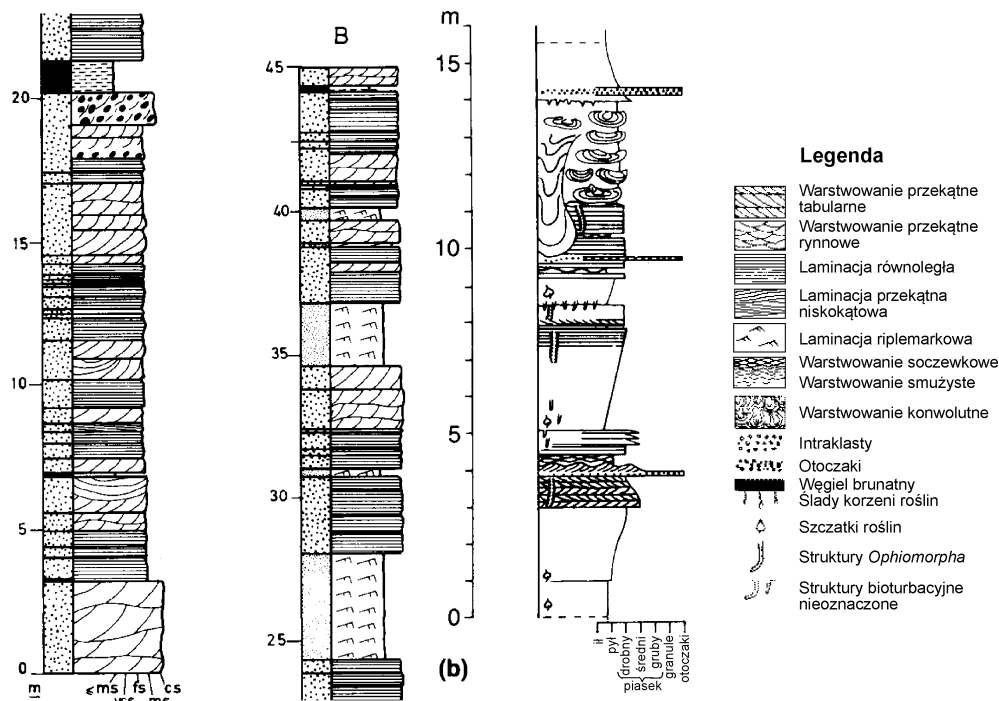 20
15
10
5
0
m
ms
fs
cs
B
45
40
35
30
25
(b)
m
15
10
5
0
ił
pył
drobny
średni
gruby
granule
otoczaki
piasek
Legenda
Warstwowanie przekątne
tabularne
Warstwowanie przekątne
rynnowe
Laminacja równoległa
Laminacja przekątna
niskokątowa
Laminacja riplemarkowa
Warstwowanie soczewkowe
Warstwowanie smużyste
Warstwowanie konwolutne
Intraklasty
Otoczaki
Węgiel brunatny
Ślady korzeni roślin
Szczatki roślin
Struktury Ophiomorpha
Struktury bioturbacyjne
nieoznaczone